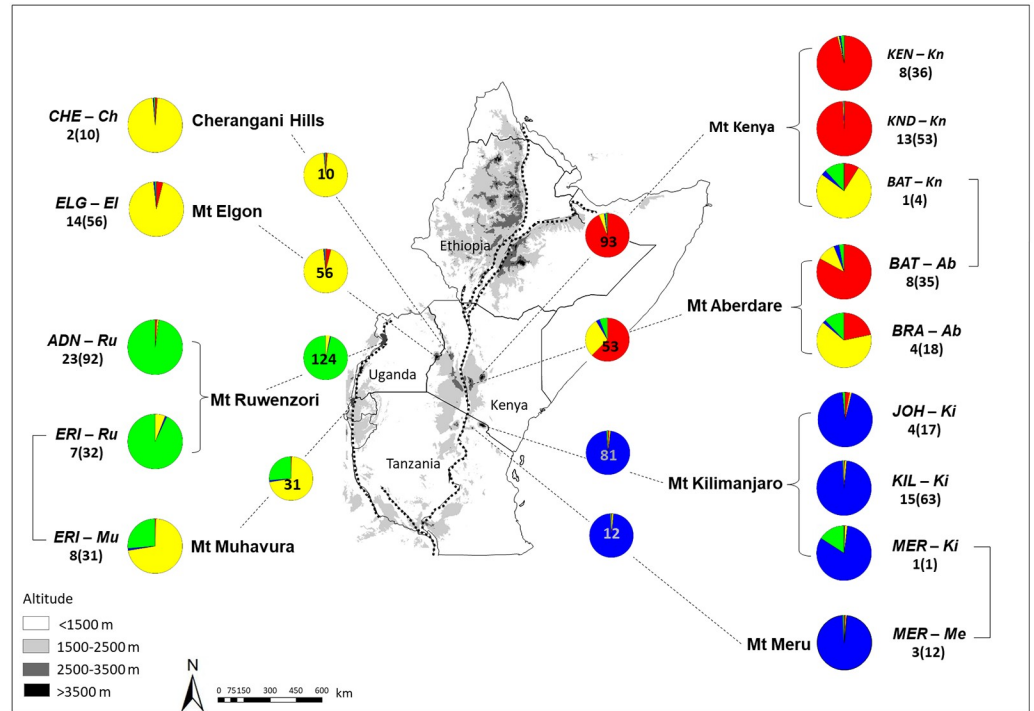 CHE – Ch
2(10)
Cherangani Hills
10
ELG – El
14(56)
Mt Elgon
56
ADN – Ru
23(92)
124
Mt Ruwenzori
ERI – Ru
7(32)
31
ERI – Mu
8(31)
Mt Muhavura
Ethiopia
Uganda
Kenya
Tanzania
93
53
81
12
Mt Kenya
KEN – Kn
8(36)
KND – Kn
13(53)
BAT – Kn
1(4)
Mt Aberdare
BAT – Ab
8(35)
BRA – Ab
4(18)
JOH – Ki
4(17)
Mt Kilimanjaro
KIL – Ki
15(63)
MER – Ki
1(1)
Mt Meru
MER – Me
3(12)
Altitude
<1500 m
1500-2500 m
2500-3500 m
>3500 m
N
0 75150 300 450 600 km